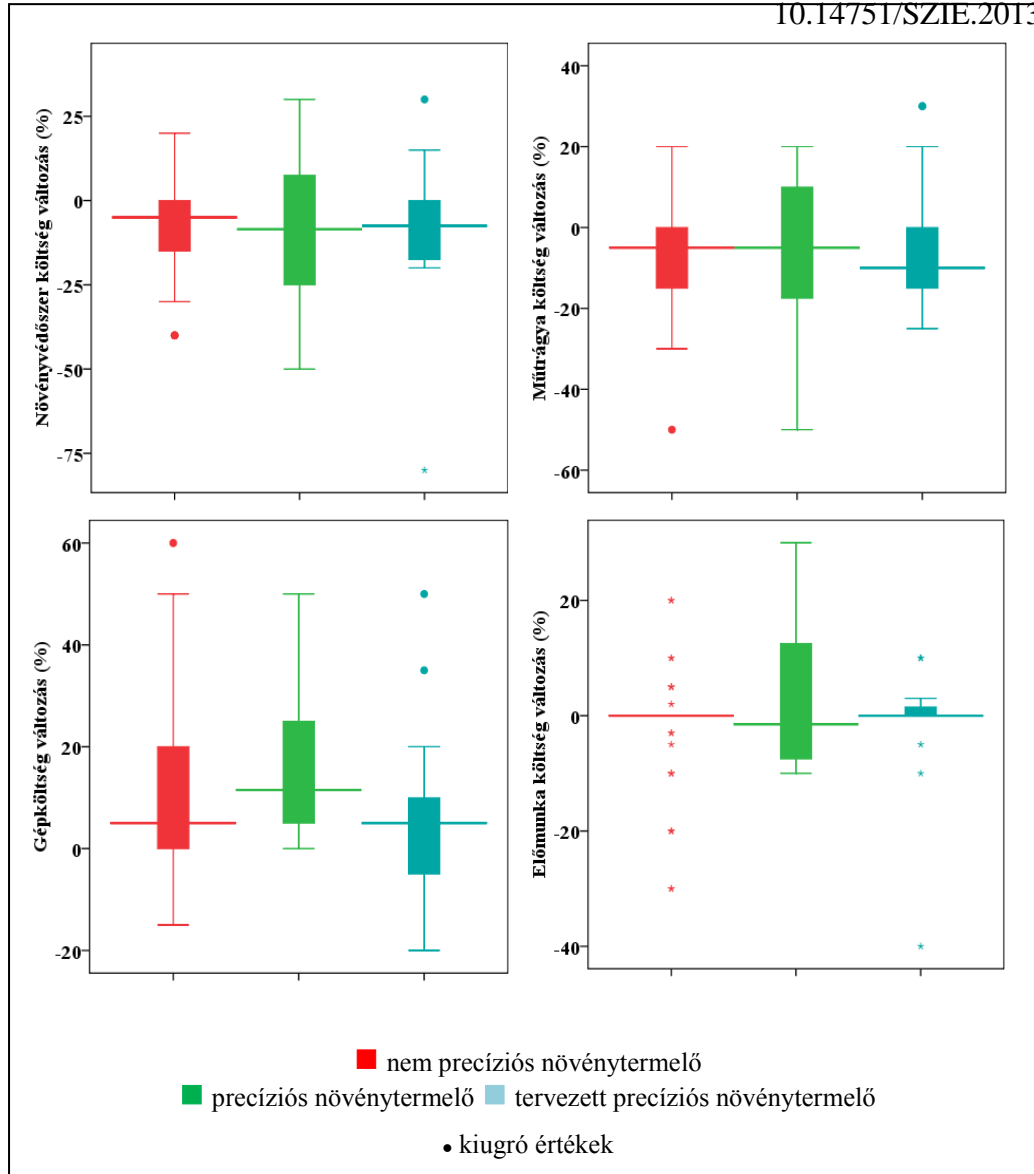 10.14751/SZIE.2013
Növényvédőszer költség változás (%)
25
0
-25
-50
-75
Műtrágya költség változás (%)
40
20
0
-20
-40
-60
Gépköltség változás (%)
60
40
20
0
-20
Előmunka költség változás (%)
20
0
-20
-40
nem precíziós növénytermelő
precíziós növénytermelő tervezett precíziós növénytermelő
• kiugró értékek